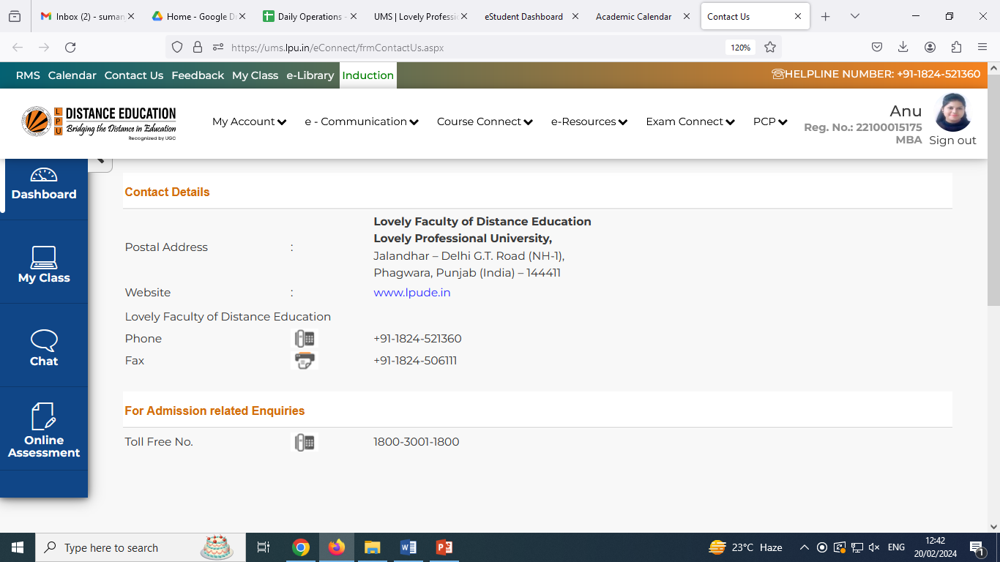 Inbox (2) - suman
Home - Google D
Daily Operations -
UMS | Lovely Professi
eStudent Dashboard
Academic Calendar
Contact Us
https://ums.lpu.in/eConnect/frmContactUs.aspx
120%
RMS Calendar Contact Us Feedback My Class e-Library Induction
HELPLINE NUMBER: +91-1824-521360
LPU
DISTANCE EDUCATION
Bridging the Distance in Education
Recognized by UGC
My Account e - Communication Course Connect e-Resources Exam Connect PCP
Anu
Reg. No.: 22100015175
MBA
Sign out
Dashboard
My Class
Chat
Online
Assessment
Contact Details
Postal Address :
Lovely Faculty of Distance Education
Lovely Professional University,
Jalandhar – Delhi G.T. Road (NH-1),
Phagwara, Punjab (India) – 144411
Website : www.lpude.in
Lovely Faculty of Distance Education
Phone +91-1824-521360
Fax +91-1824-506111
For Admission related Enquiries
Toll Free No. 1800-3001-1800
Type here to search
23°C Haze
ENG
12:42
20/02/2024
1